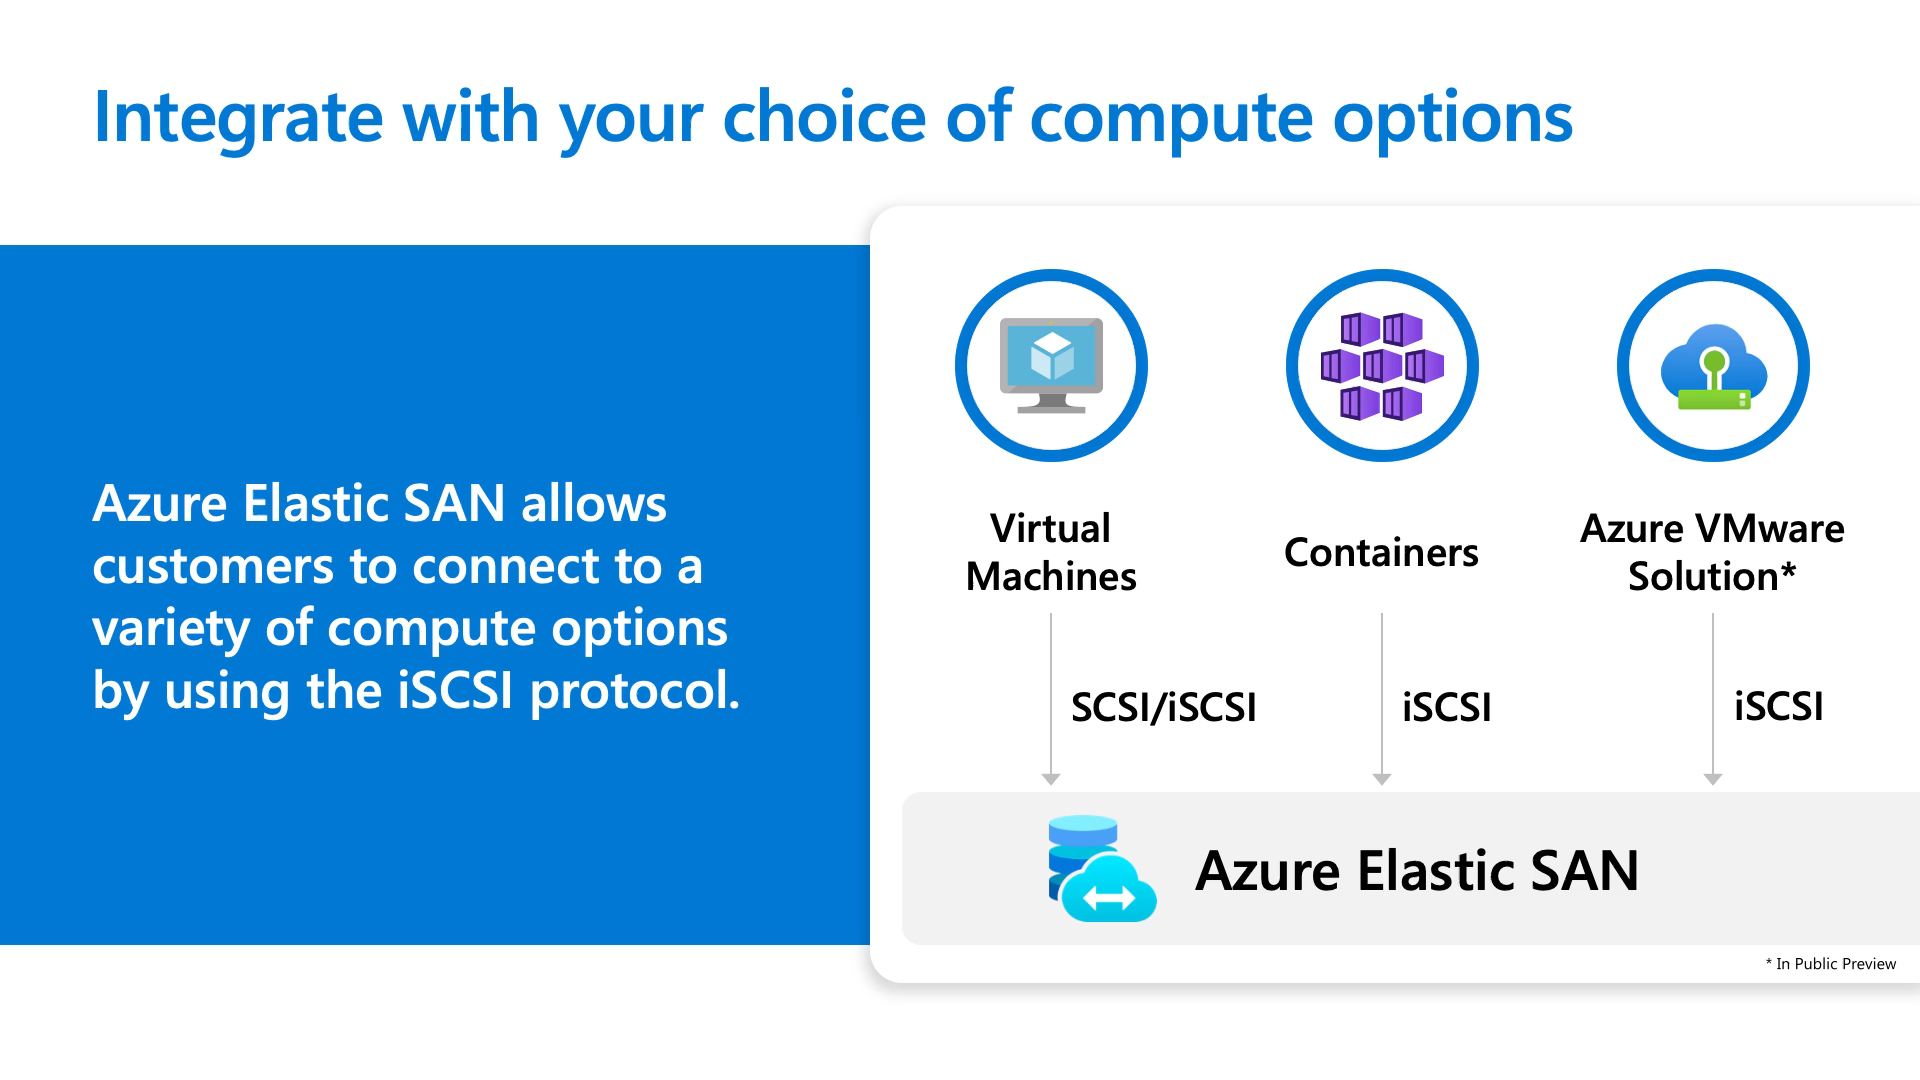 Integrate with your choice of compute options
Azure Elastic SAN allows
customers to connect to a
variety of compute options
by using the iSCSI protocol.
Virtual
Machines
Containers
Azure VMware
Solution*
SCSI/iSCSI
iSCSI
iSCSI
Azure Elastic SAN
* In Public Preview